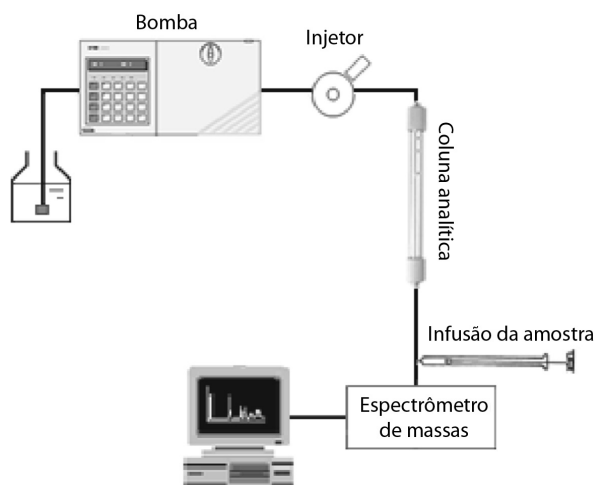 Bomba
Injetor
Coluna analítica
Infusão da amostra
Espectrômetro
de massas